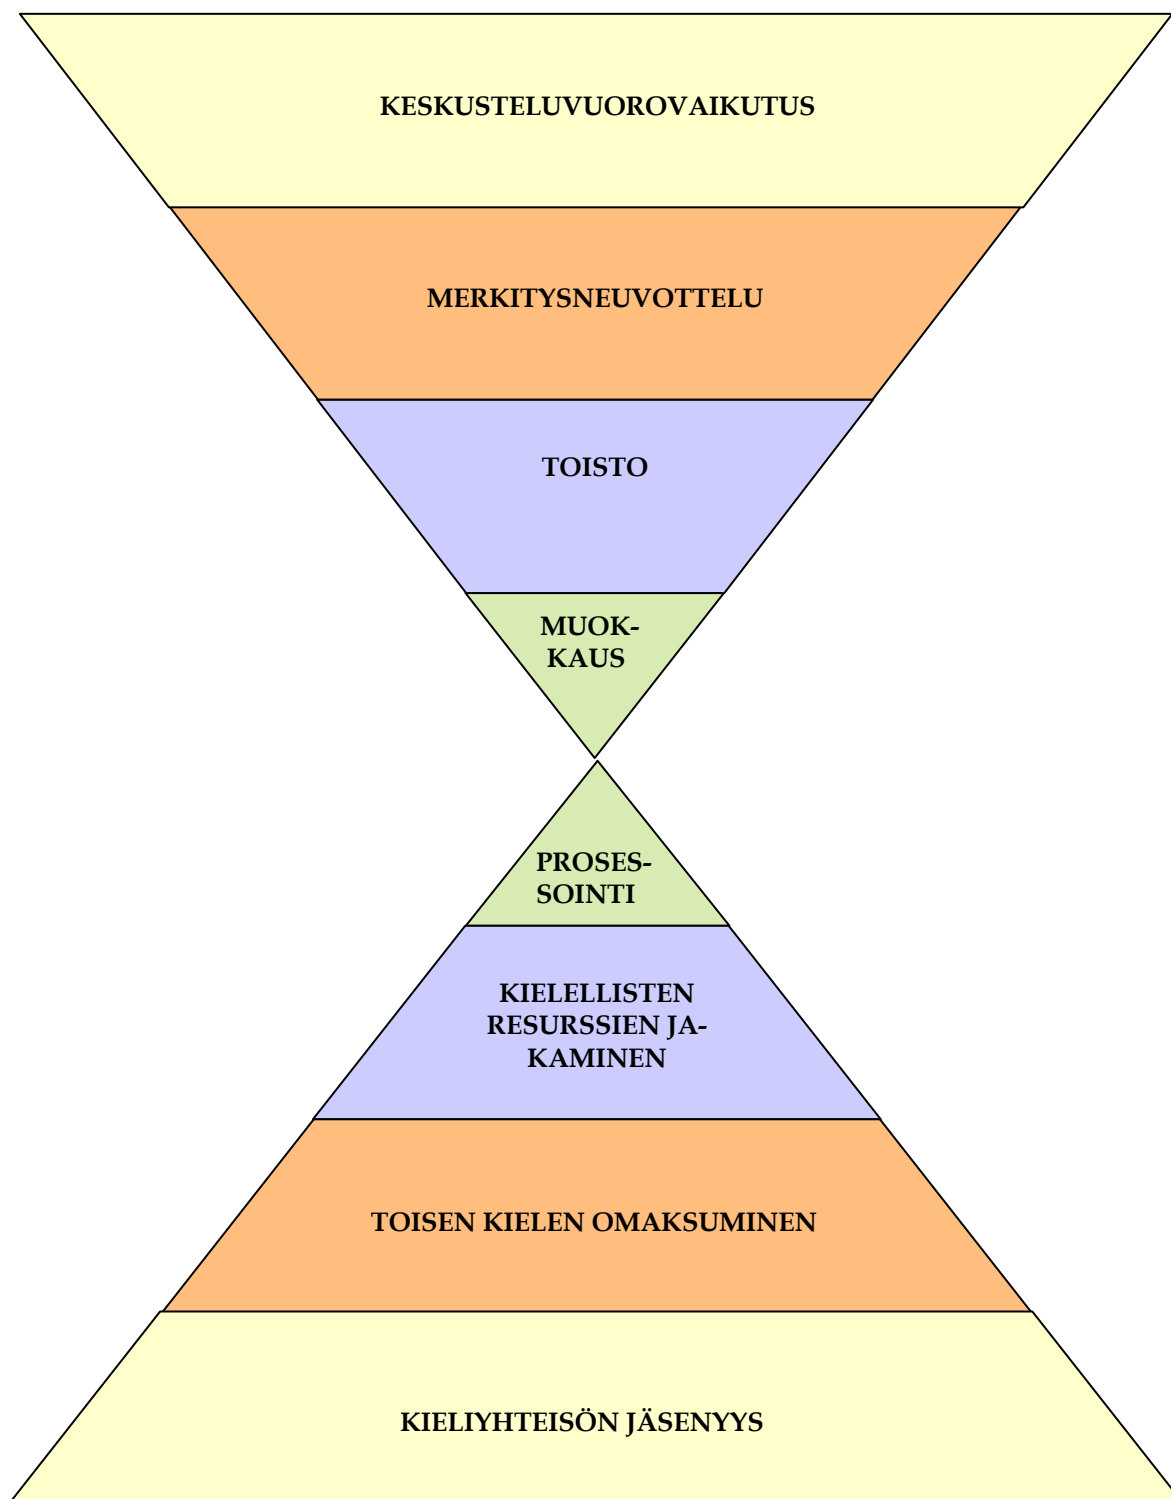 KESKUSTELUVUOROVAIKUTUS
MERKITYSNEUVOTTELU
TOISTO
MUOK-
KAUS
PROSES-
SOINTI
KIELELLISTEN
RESURSSIEN JA-
KAMINEN
TOISEN KIELEN OMAKSUMINEN
KIELIYHTEISÖN JÄSENYYS